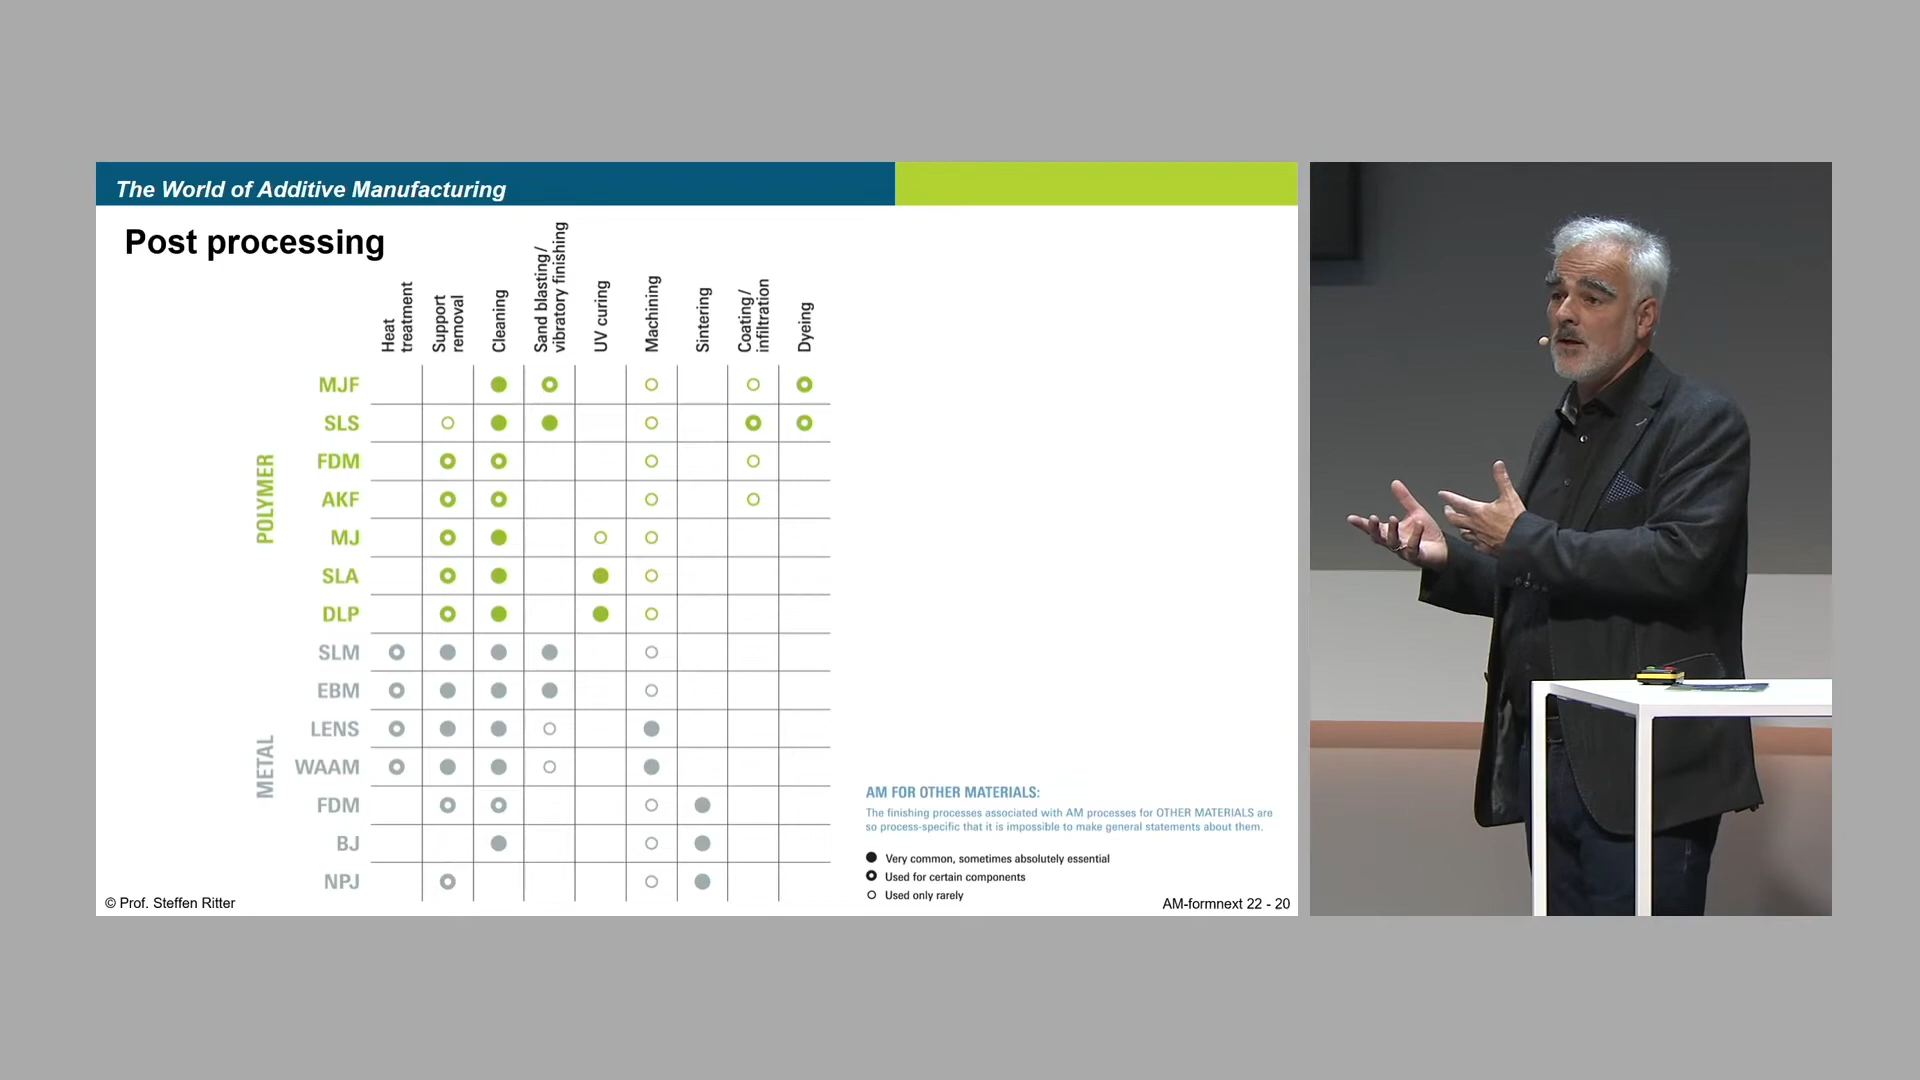 The World of Additive Manufacturing
Post processing
Heat
treatment
Support
removal
Cleaning
Sand blasting/
vibratory finishing
UV curing
Machining
Sintering
Coating/
infiltration
Dyeing
POLYMER
MJF
SLS
FDM
AKF
MJ
SLA
DLP
METAL
SLM
EBM
LENS
WAAM
FDM
BJ
NPJ
AM FOR OTHER MATERIALS:
The finishing processes associated with AM processes for OTHER MATERIALS are
so process-specific that it is impossible to make general statements about them.
Very common, sometimes absolutely essential
Used for certain components
Used only rarely
© Prof. Steffen Ritter
AM-formnext 22 - 20